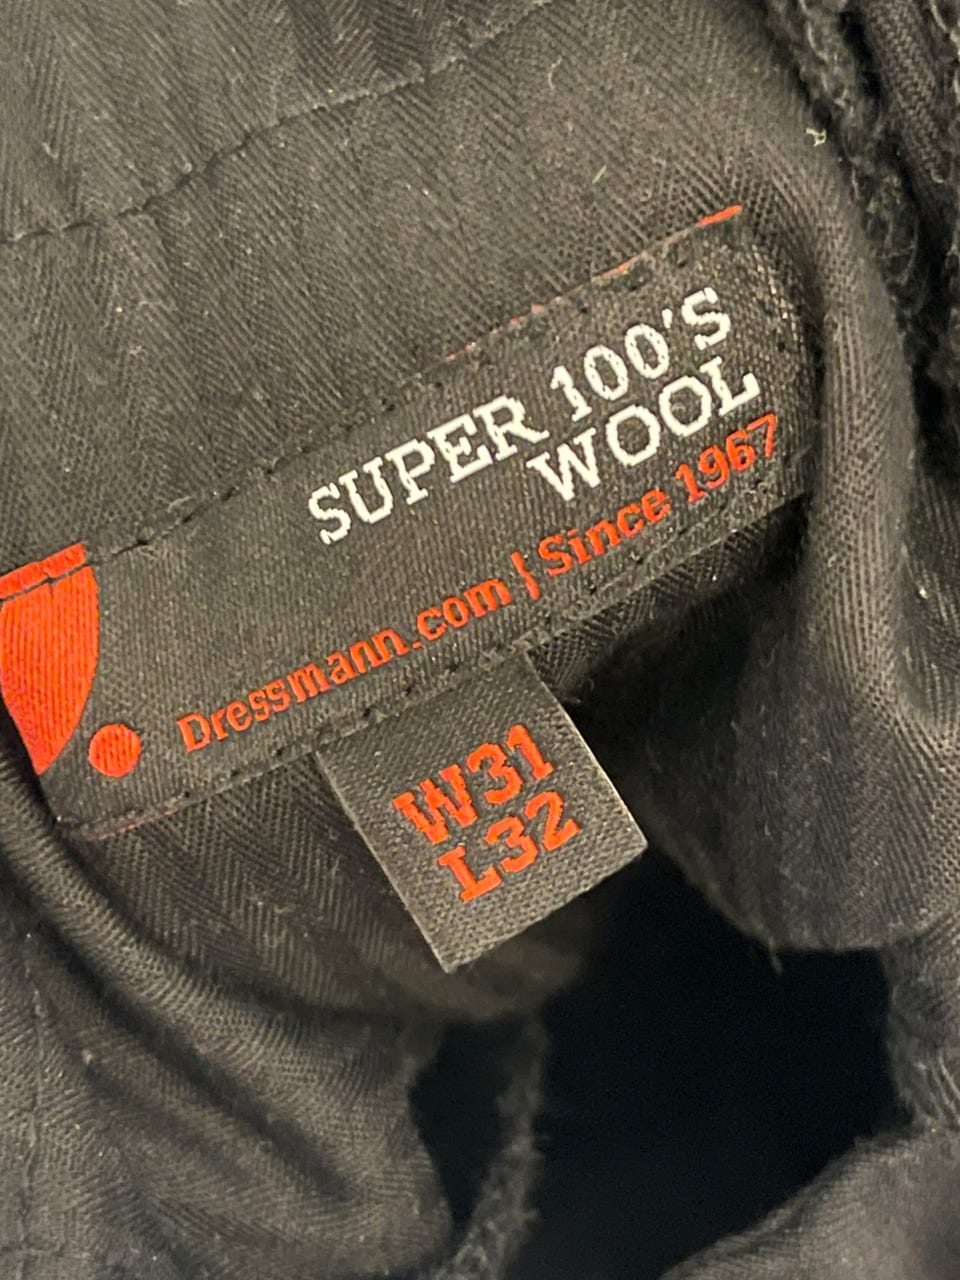 SUPER 100'S
WOOL
Dressmann.com | Since 1967
W31
L32